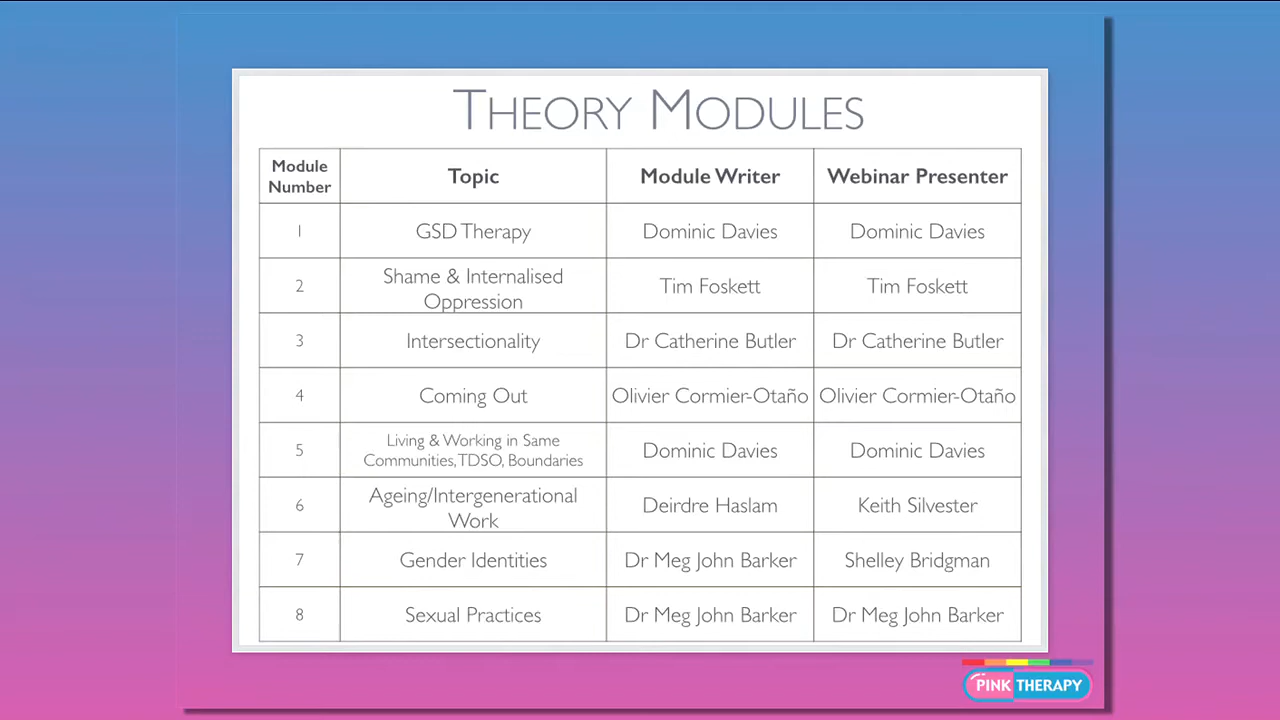 THEORY MODULES
Module Number Topic Module Writer Webinar Presenter
1 GSD Therapy Dominic Davies Dominic Davies
2 Shame & Internalised Oppression Tim Foskett Tim Foskett
3 Intersectionality Dr Catherine Butler Dr Catherine Butler
4 Coming Out Olivier Cormier-Otaño Olivier Cormier-Otaño
5 Living & Working in Same Communities, TDSO, Boundaries Dominic Davies Dominic Davies
6 Ageing/Intergenerational Work Deirdre Haslam Keith Silvester
7 Gender Identities Dr Meg John Barker Shelley Bridgman
8 Sexual Practices Dr Meg John Barker Dr Meg John Barker
PINK THERAPY